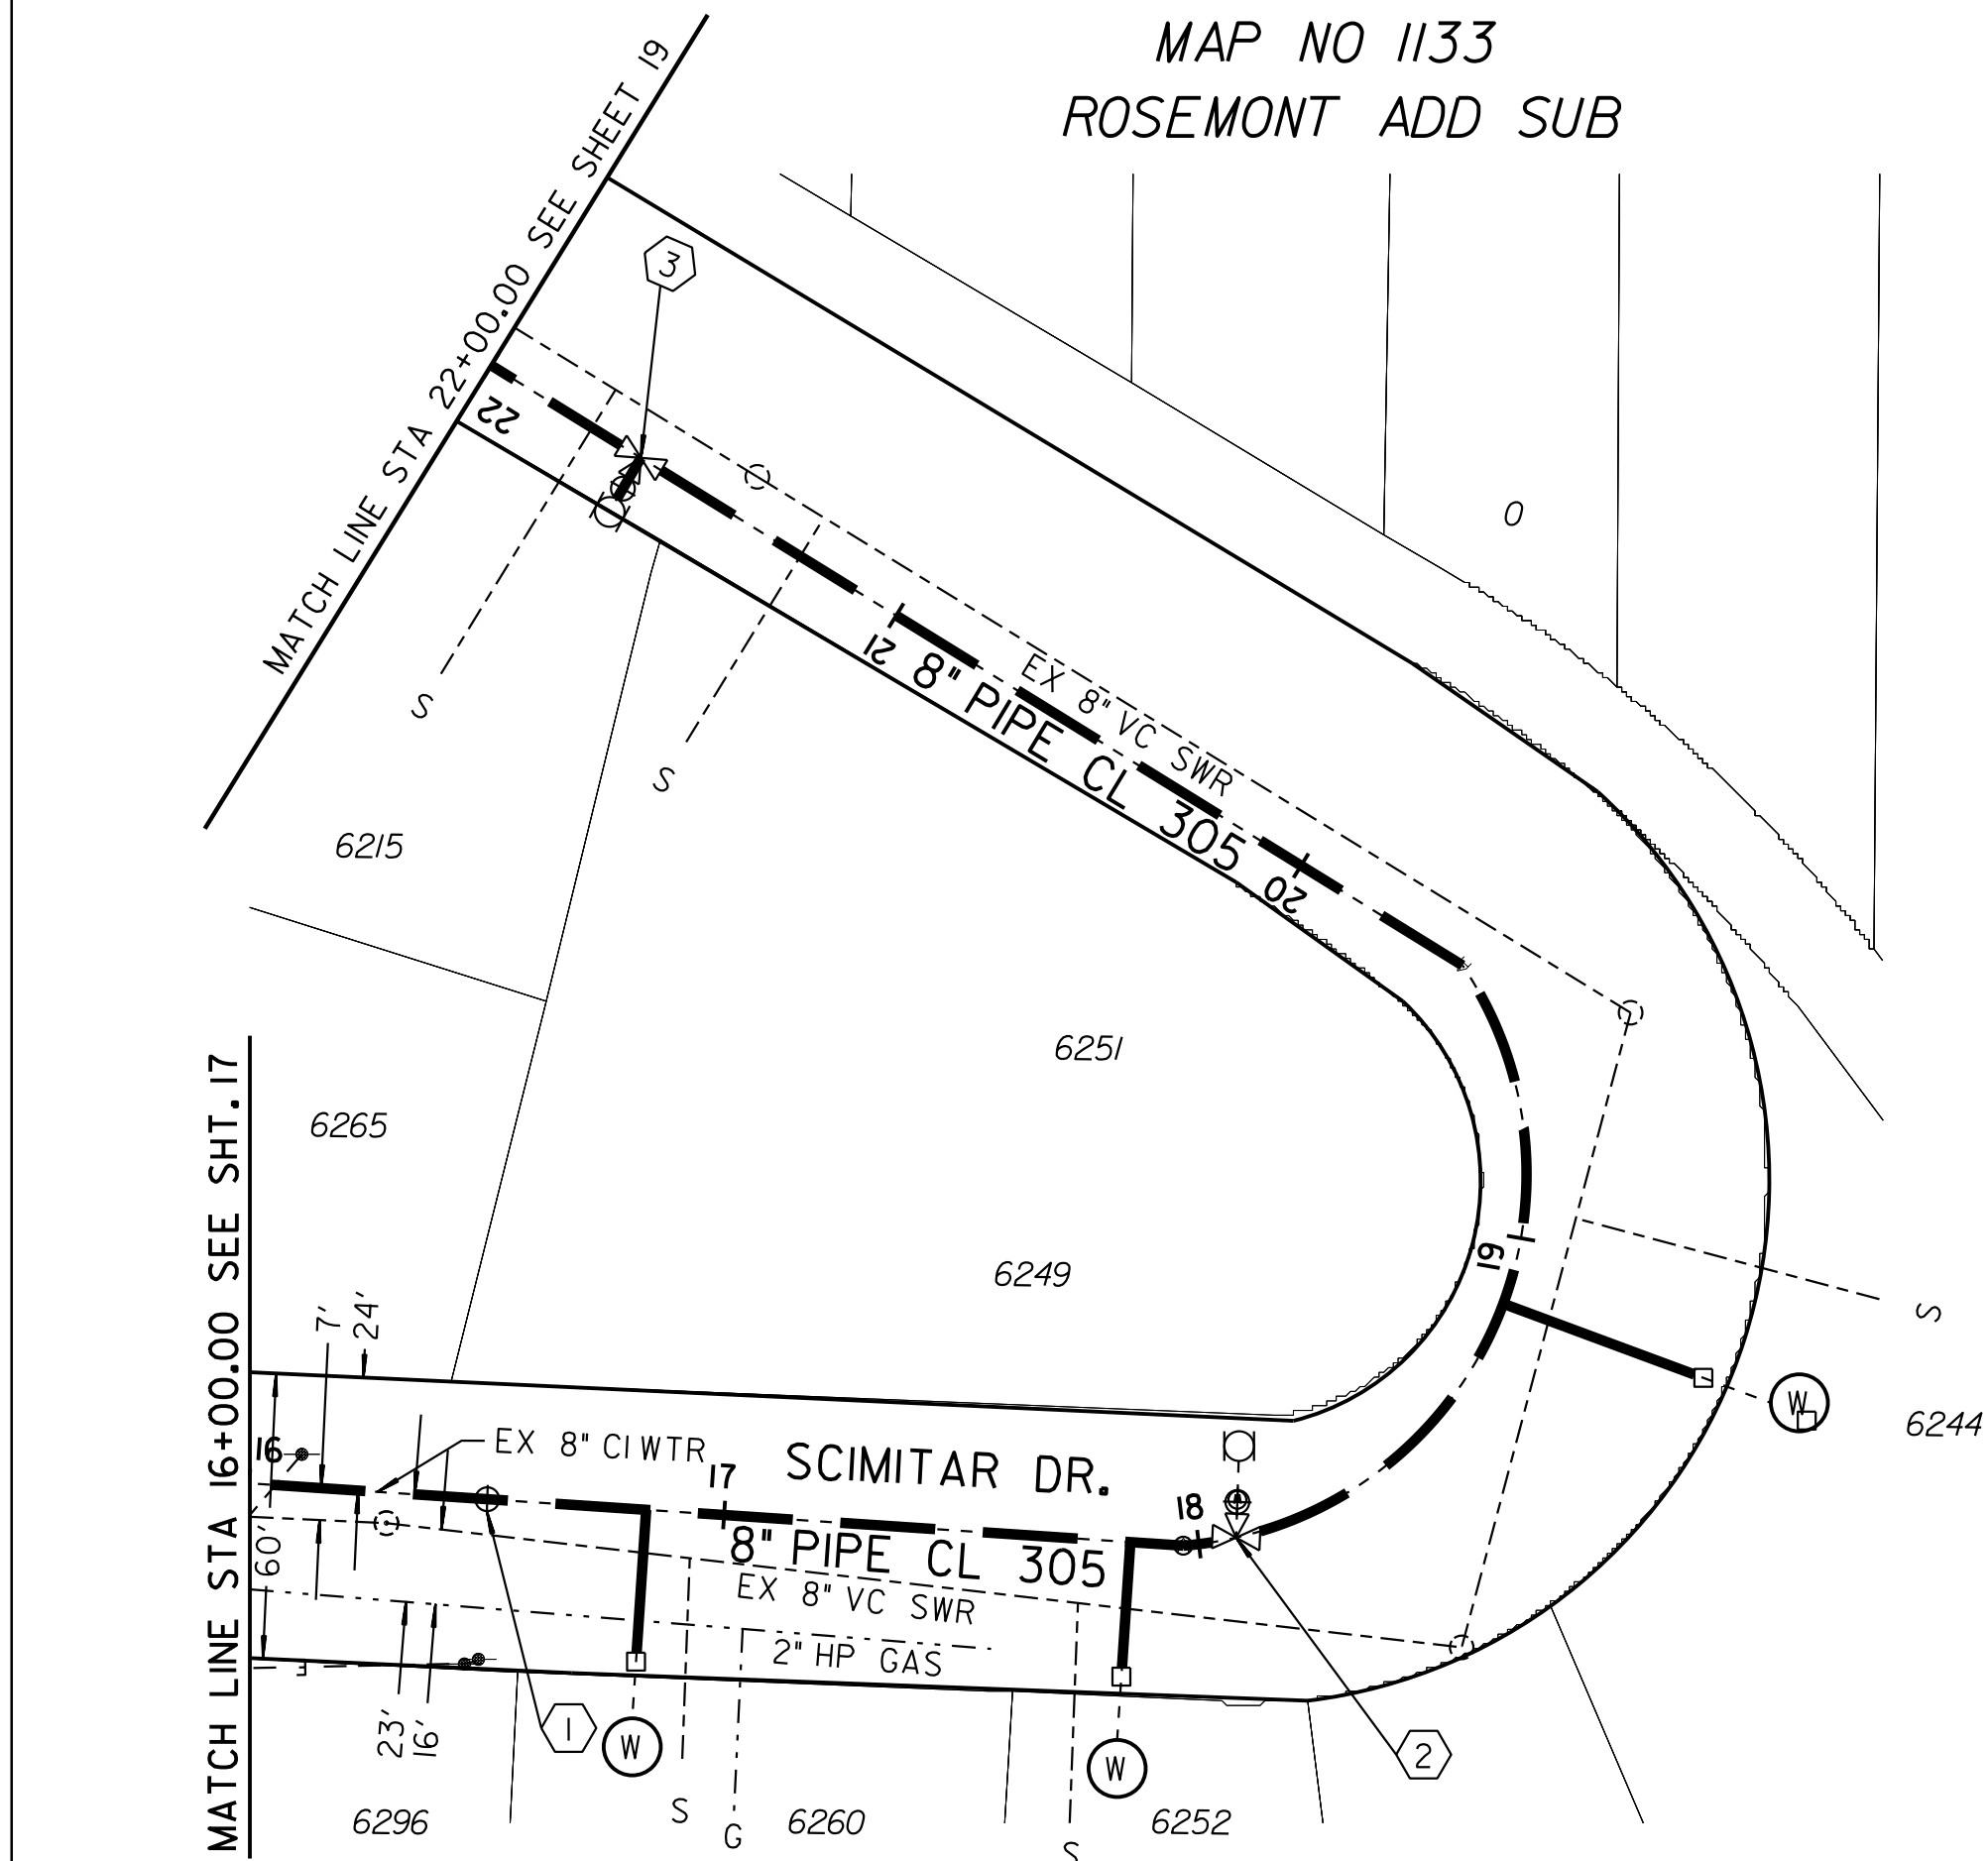 MAP NO 1133
ROSEMONT ADD SUB
MATCH LINE STA 22+00.00 SEE SHEET 19
3
22
0
S
S
21
8" PIPE CL 305
EX 8" VC SWR
20
6215
6251
6265
6249
19
S
W
6244
MATCH LINE STA 16+00.00 SEE SHT.17
7'
24'
16
EX 8" CI WTR
17
SCIMITAR DR.
18
8" PIPE CL 305
EX 8" VC SWR
2" HP GAS
60'
23'
16'
1
W
W
2
6296
S
G
6260
S
6252